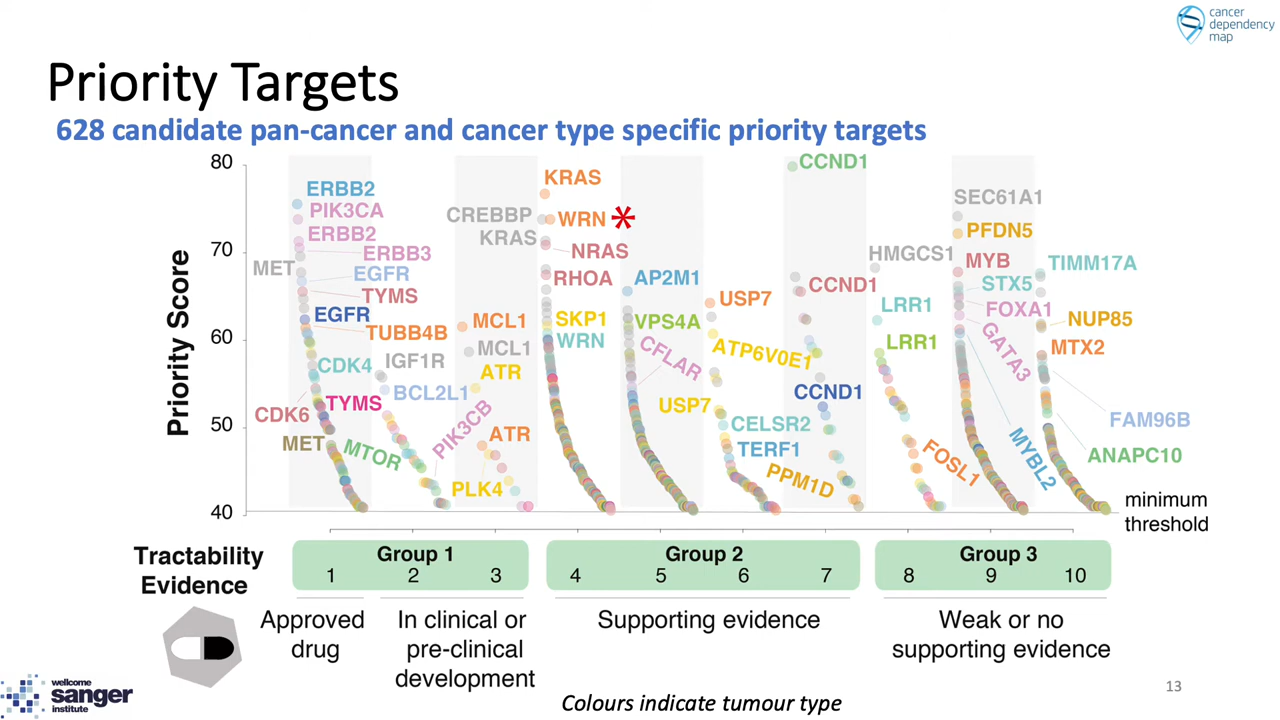 cancer
dependency
map
Priority Targets
628 candidate pan-cancer and cancer type specific priority targets
Priority Score
80
70
60
50
40
ERBB2
PIK3CA
ERBB2
ERBB3
MET
EGFR
TYMS
EGFR
TUBB4B
CDK4
CDK6
TYMS
MET
MTOR
IGF1R
BCL2L1
PIK3CB
MCL1
MCL1
ATR
ATR
PLK4
KRAS
CREBBP
WRN *
KRAS
NRAS
RHOA
SKP1
WRN
AP2M1
VPS4A
CFLAR
USP7
ATP6V0E1
USP7
CELSR2
TERF1
PPM1D
CCND1
CCND1
CCND1
HMGCS1
LRR1
LRR1
FOSL1
SEC61A1
PFDN5
MYB
STX5
FOXA1
GATA3
MYBL2
TIMM17A
NUP85
MTX2
FAM96B
ANAPC10
minimum
threshold
Tractability
Evidence
Group 1
1 2 3
Group 2
4 5 6 7
Group 3
8 9 10
Approved
drug
In clinical or
pre-clinical
development
Supporting evidence
Weak or no
supporting evidence
Colours indicate tumour type
13
wellcome
sanger
institute